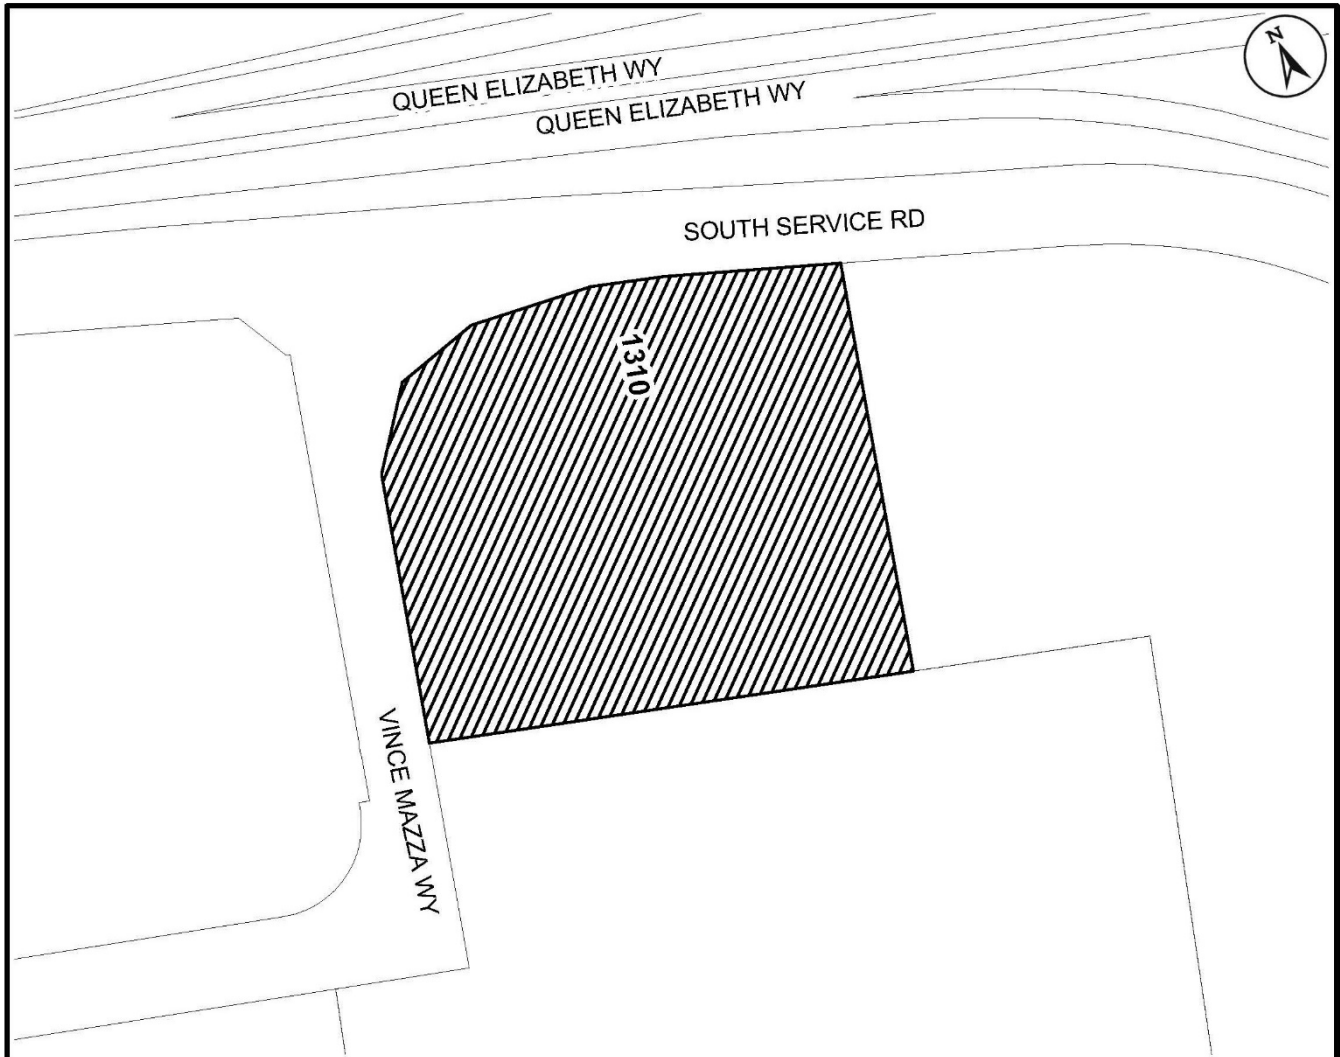 N
QUEEN ELIZABETH WY
QUEEN ELIZABETH WY
SOUTH SERVICE RD
1310
VINCE MAZZA WY